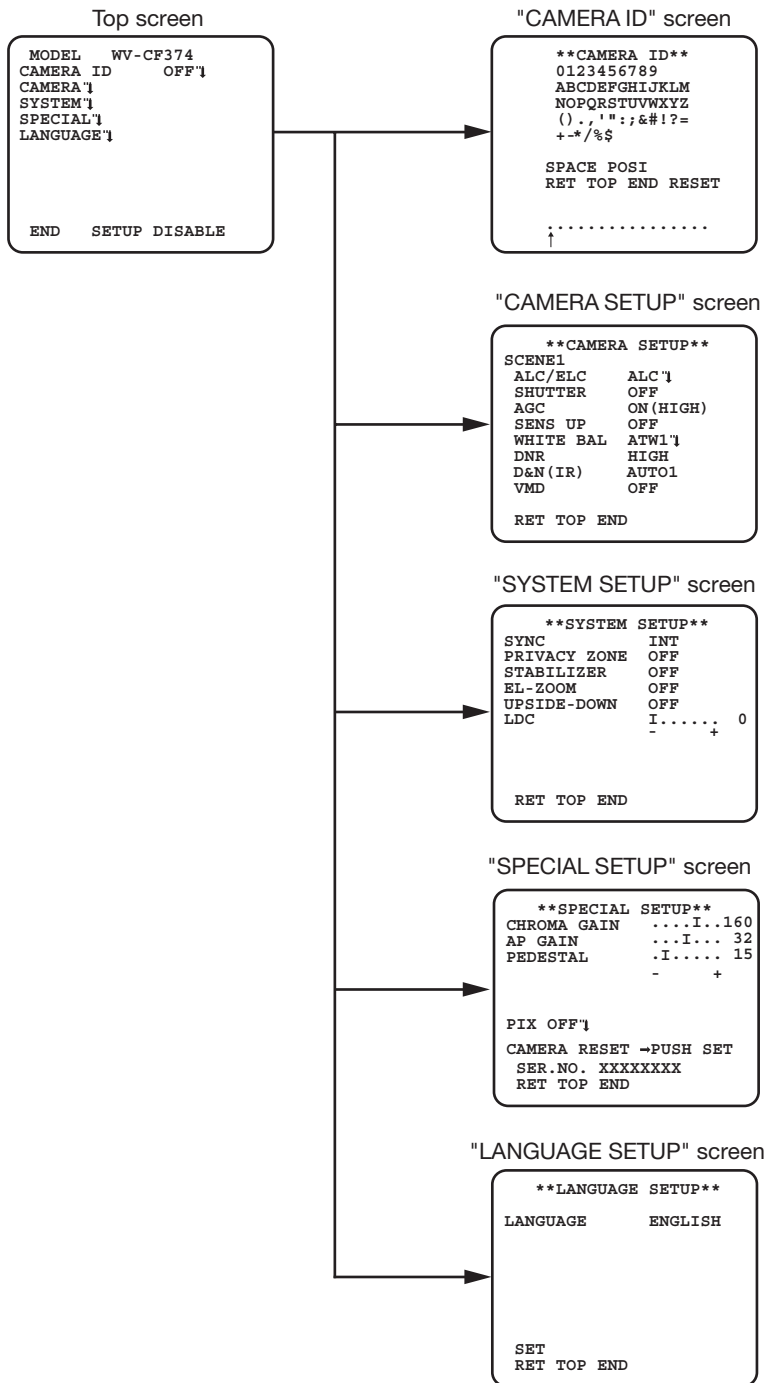 Top screen
MODEL WV-CF374
CAMERA ID OFF
CAMERA
SYSTEM
SPECIAL
LANGUAGE
END SETUP DISABLE
"CAMERA ID" screen
**CAMERA ID**
0123456789
ABCDEFGHIJKLM
NOPQRSTUVWXYZ
().,'":;&#!?=
+-*/%$
SPACE POSI
RET TOP END RESET
................
↑
"CAMERA SETUP" screen
**CAMERA SETUP**
SCENE1
ALC/ELC ALC
SHUTTER OFF
AGC ON(HIGH)
SENS UP OFF
WHITE BAL ATW1
DNR HIGH
D&N(IR) AUTO1
VMD OFF
RET TOP END
"SYSTEM SETUP" screen
**SYSTEM SETUP**
SYNC INT
PRIVACY ZONE OFF
STABILIZER OFF
EL-ZOOM OFF
UPSIDE-DOWN OFF
LDC I...... 0
- +
RET TOP END
"SPECIAL SETUP" screen
**SPECIAL SETUP**
CHROMA GAIN ....I..160
AP GAIN ...I... 32
PEDESTAL .I..... 15
- +
PIX OFF
CAMERA RESET →PUSH SET
SER.NO. XXXXXXXX
RET TOP END
"LANGUAGE SETUP" screen
**LANGUAGE SETUP**
LANGUAGE ENGLISH
SET
RET TOP END